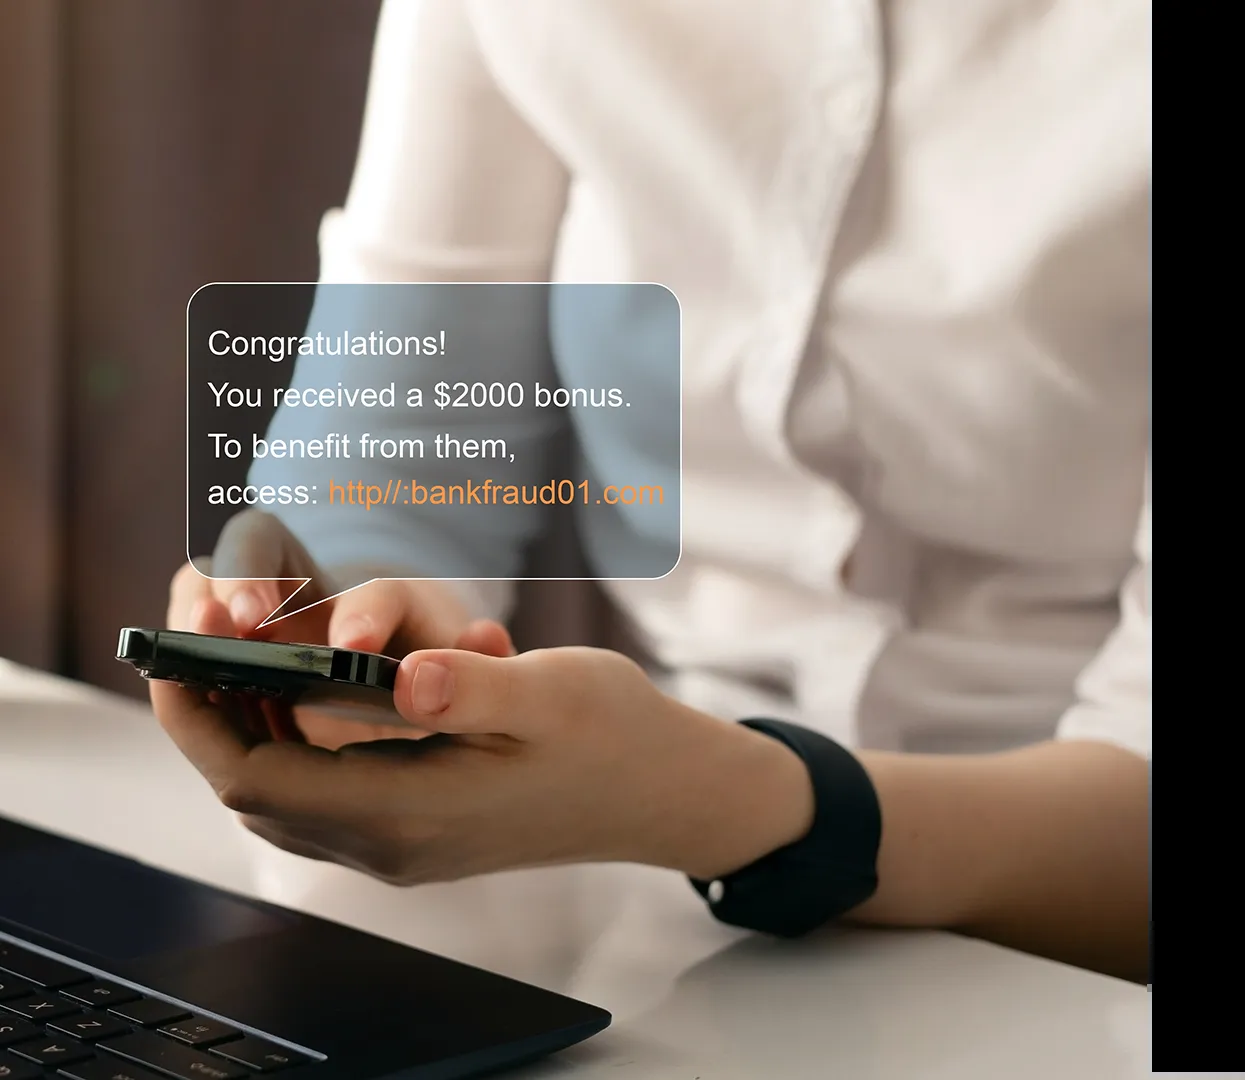 Congratulations!
You received a $2000 bonus.
To benefit from them,
access: http//:bankfraud01.com